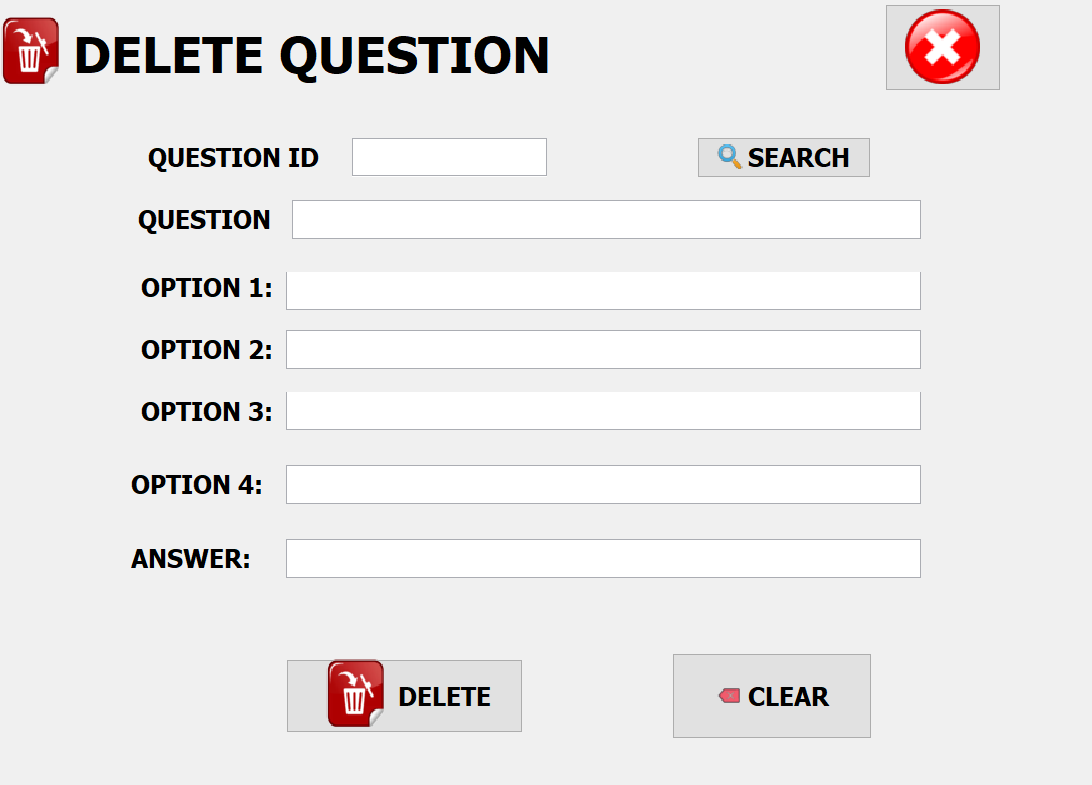 DELETE QUESTION
QUESTION ID
SEARCH
QUESTION
OPTION 1:
OPTION 2:
OPTION 3:
OPTION 4:
ANSWER:
DELETE
CLEAR